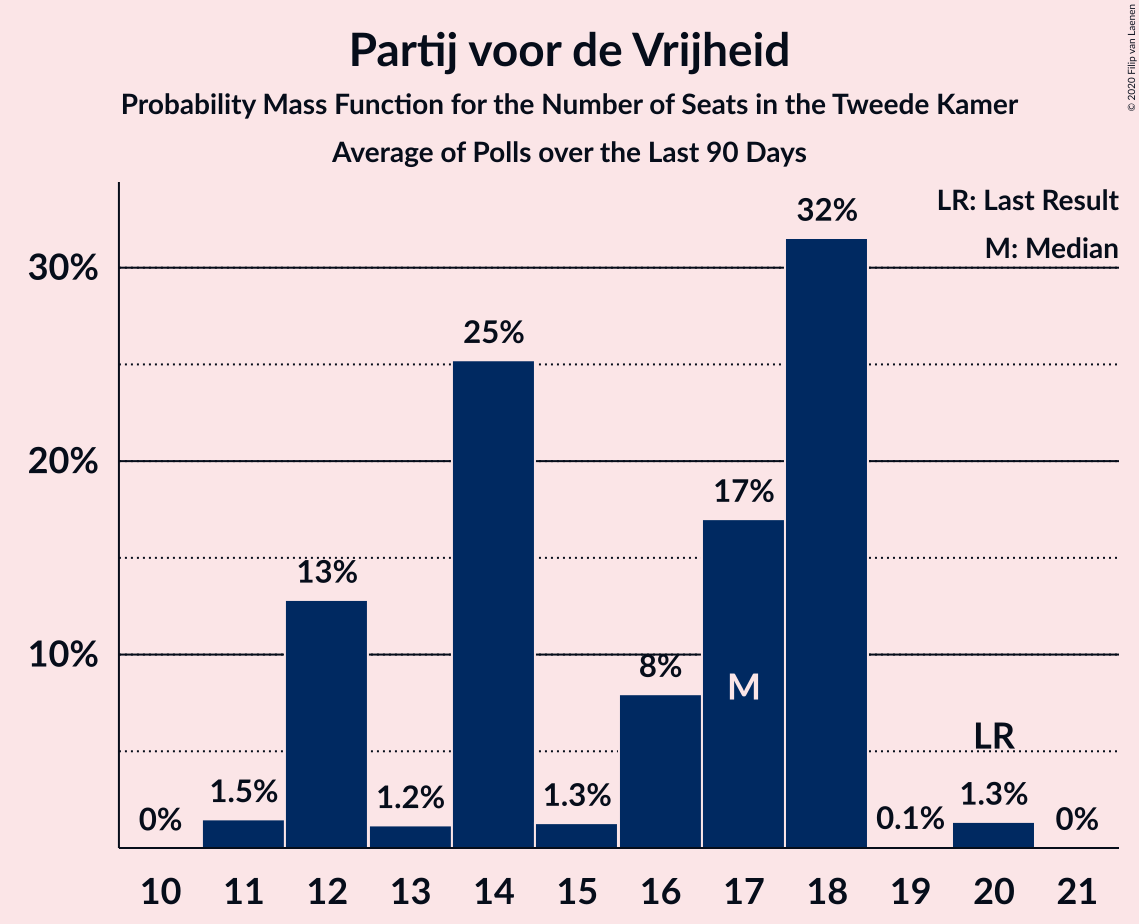 Partij voor de Vrijheid
Probability Mass Function for the Number of Seats in the Tweede Kamer
Average of Polls over the Last 90 Days
© 2020 Filip van Laenen
LR: Last Result
M: Median
30%
20%
10%
0%
1.5%
13%
1.2%
25%
1.3%
8%
17%
32%
0.1%
1.3%
0%
M
LR
10 11 12 13 14 15 16 17 18 19 20 21